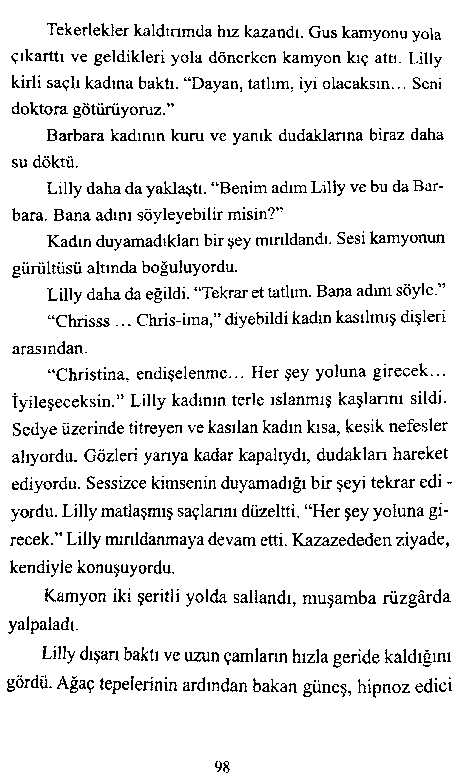 Tekerlekler kaldırımda hız kazandı. Gus kamyonu yola
çıkarttı ve geldikleri yola dönerken kamyon kıç attı. Lilly
kirli saçlı kadına baktı. “Dayan, tatlım, iyi olacaksın... Seni
doktora götürüyoruz.”
Barbara kadının kuru ve yanık dudaklarına biraz daha
su döktü.
Lilly daha da yaklaştı. “Benim adım Lilly ve bu da Bar-
bara. Bana adını söyleyebilir misin?”
Kadın duyamadıkları bir şey mırıldandı. Sesi kamyonun
gürültüsü altında boğuluyordu.
Lilly daha da eğildi. “Tekrar et tatlım. Bana adını söyle.”
“Chrisss ... Chris-ima,” diyebildi kadın kasılmış dişleri
arasından.
“Christina, endişelenme... Her şey yoluna girecek...
İyileşeceksin.” Lilly kadının terle ıslanmış kaşlarını sildi.
Sedye üzerinde titreyen ve kasılan kadın kısa, kesik nefesler
alıyordu. Gözleri yarıya kadar kapalıydı, dudakları hareket
ediyordu. Sessizce kimsenin duyamadığı bir şeyi tekrar edi -
yordu. Lilly matlaşmış saçlarını düzeltti. “Her şey yoluna gi-
recek.” Lilly mırıldanmaya devam etti. Kazazededen ziyade,
kendiyle konuşuyordu.
Kamyon iki şeritli yolda sallandı, muşamba rüzgârda
yalpaladı.
Lilly dışarı baktı ve uzun çamların hızla geride kaldığını
gördü. Ağaç tepelerinin ardından bakan güneş, hipnoz edici
98